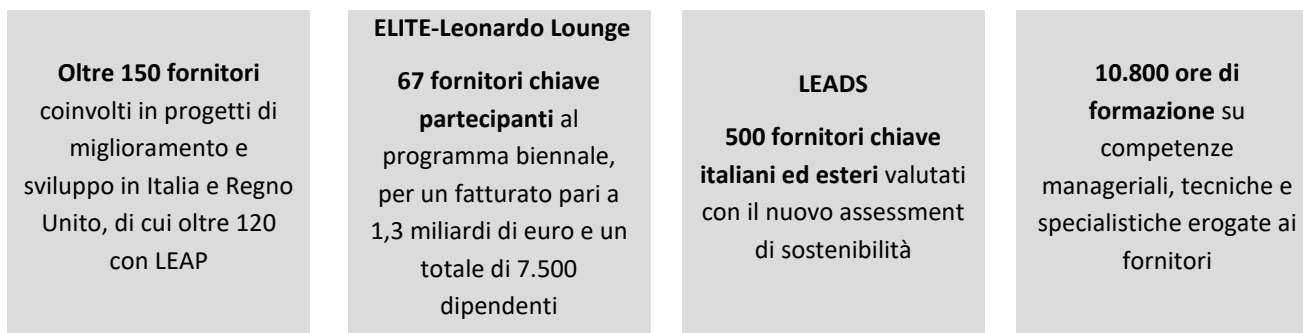 Oltre 150 fornitori
coinvolti in progetti di
miglioramento e
sviluppo in Italia e Regno
Unito, di cui oltre 120
con LEAP
ELITE-Leonardo Lounge
67 fornitori chiave
partecipanti al
programma biennale,
per un fatturato pari a
1,3 miliardi di euro e un
totale di 7.500
dipendenti
LEADS
500 fornitori chiave
italiani ed esteri valutati
con il nuovo assessment
di sostenibilità
10.800 ore di
formazione su
competenze
manageriali, tecniche e
specialistiche erogate ai
fornitori